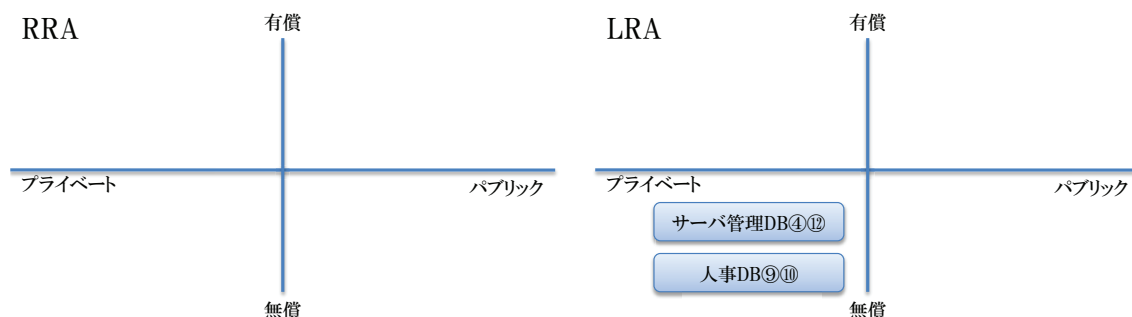 RRA
有償
プライベート
パブリック
無償
LRA
有償
プライベート
パブリック
サーバ管理DB④⑫
人事DB⑨⑩
無償